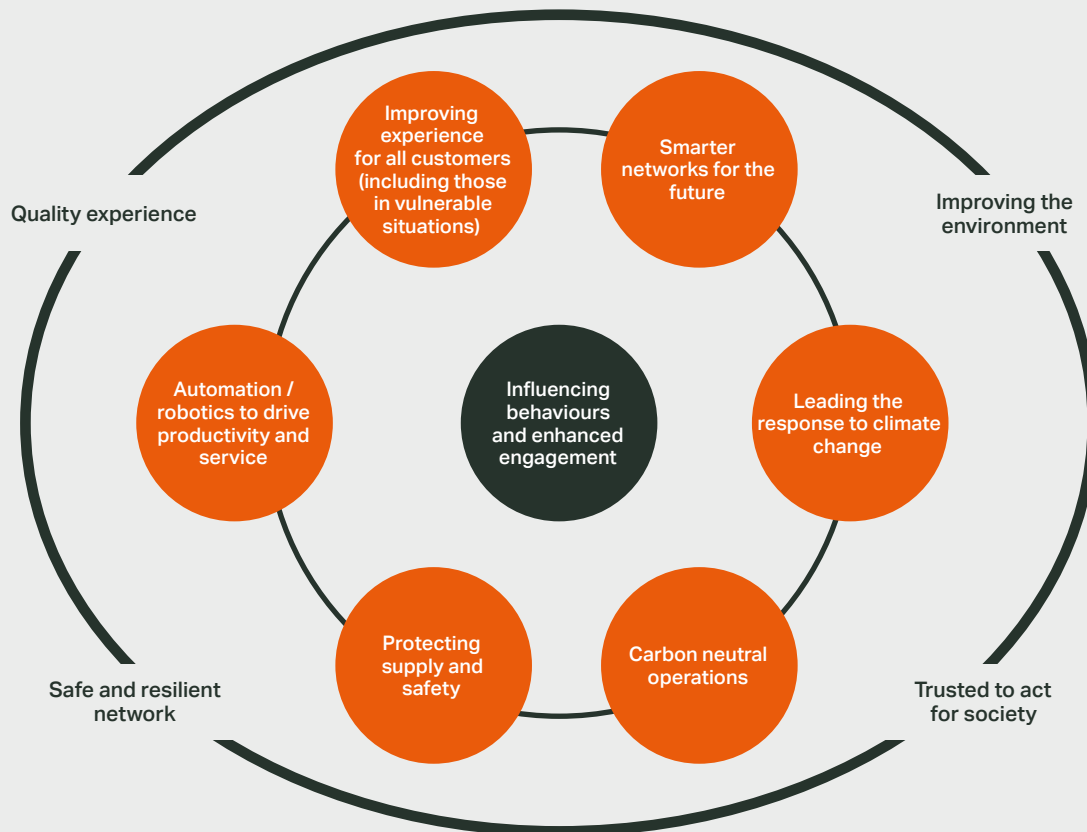 Improving
experience
for all customers
(including those
in vulnerable
situations)
Smarter
networks for the
future
Quality experience
Improving the
environment
Automation /
robotics to drive
productivity and
service
Influencing
behaviours
and enhanced
engagement
Leading the
response to climate
change
Protecting
supply and
safety
Carbon neutral
operations
Safe and resilient
network
Trusted to act
for society